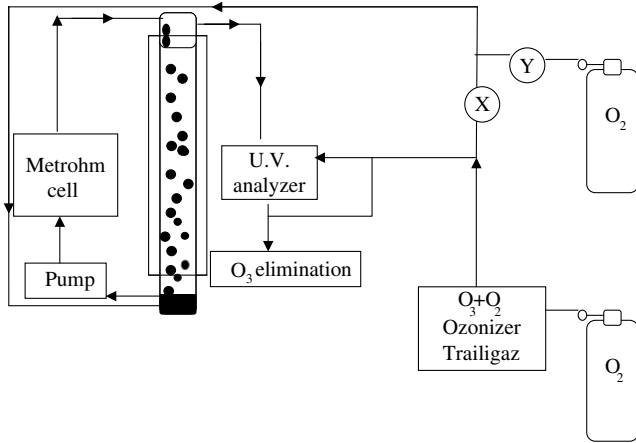 Y
X
O2
Metrohm
cell
U.V.
analyzer
Pump
O3 elimination
O3+O2
Ozonizer
Trailigaz
O2